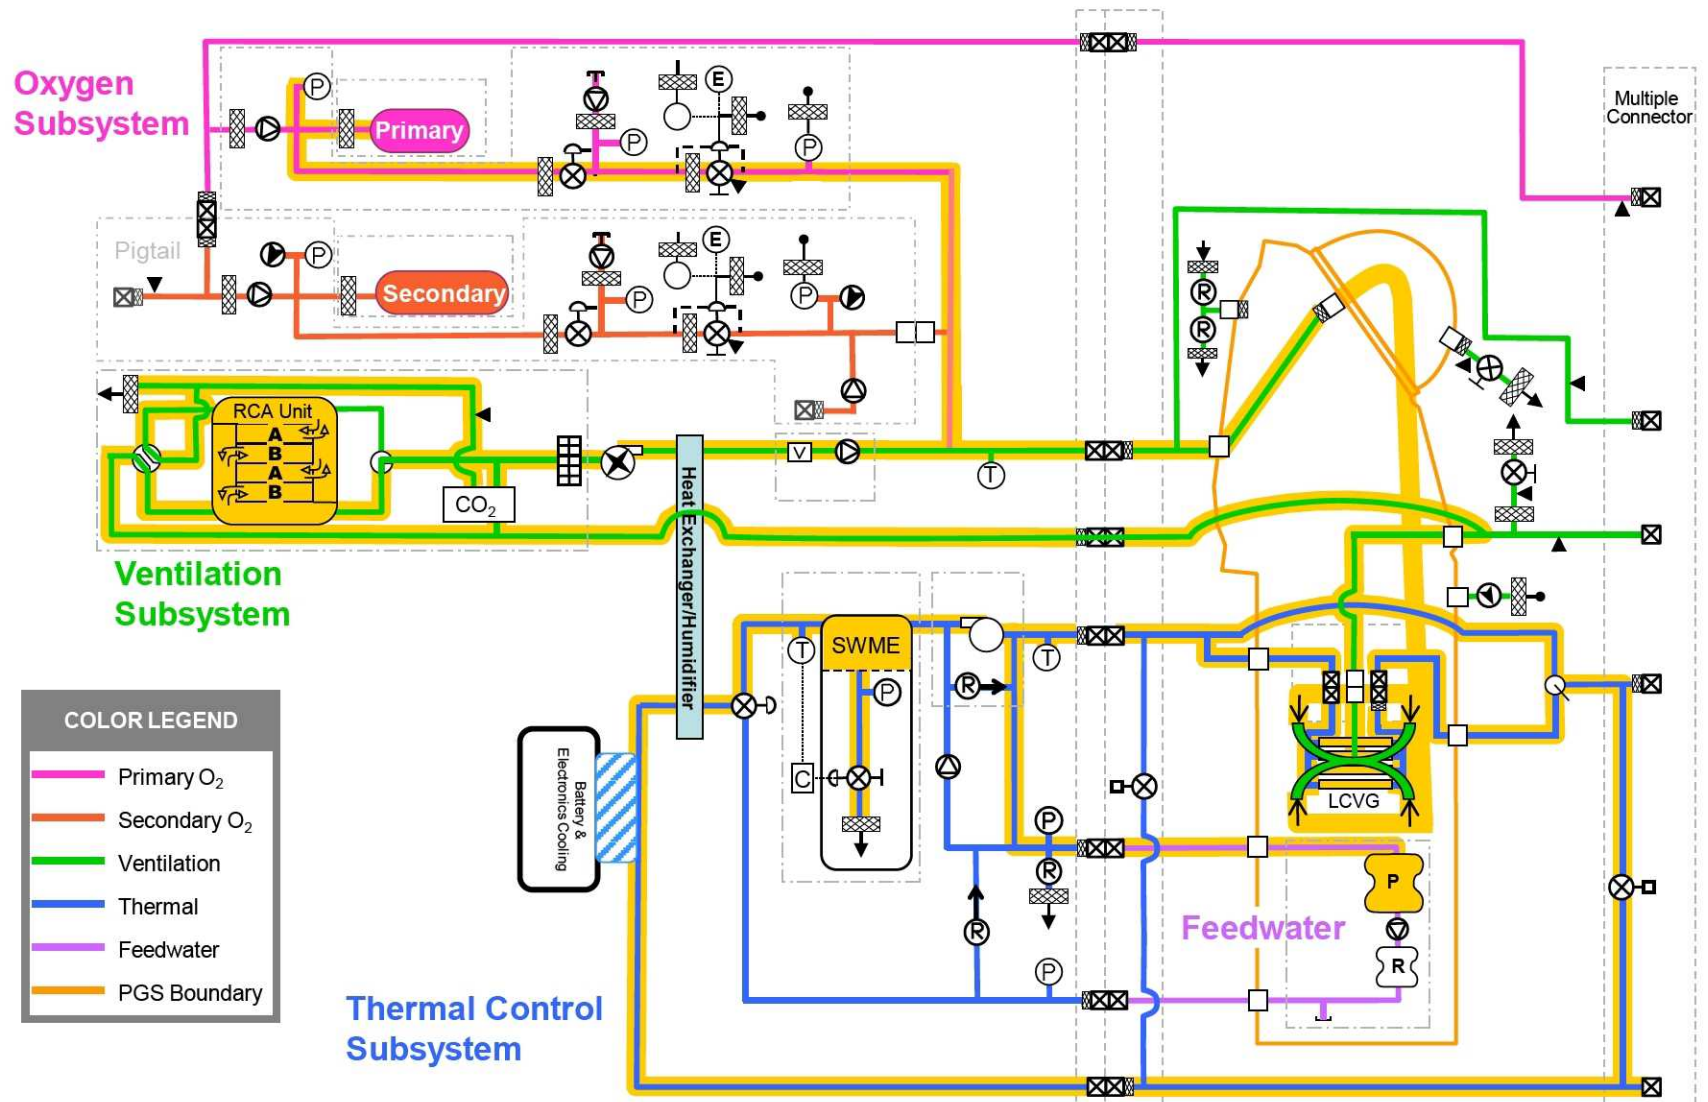 Oxygen
Subsystem
P
Primary
E
P
P
Multiple
Connector
Pigtail
P
Secondary
E
P
P
R
R
RCA Unit
A
B
A
B
CO2
V
T
Heat Exchanger/Humidifier
Ventilation
Subsystem
SWME
T
P
C
R
T
LCVG
COLOR LEGEND
Primary O2
Secondary O2
Ventilation
Thermal
Feedwater
PGS Boundary
Battery &
Electronics Cooling
P
R
R
P
P
R
Feedwater
Thermal Control
Subsystem